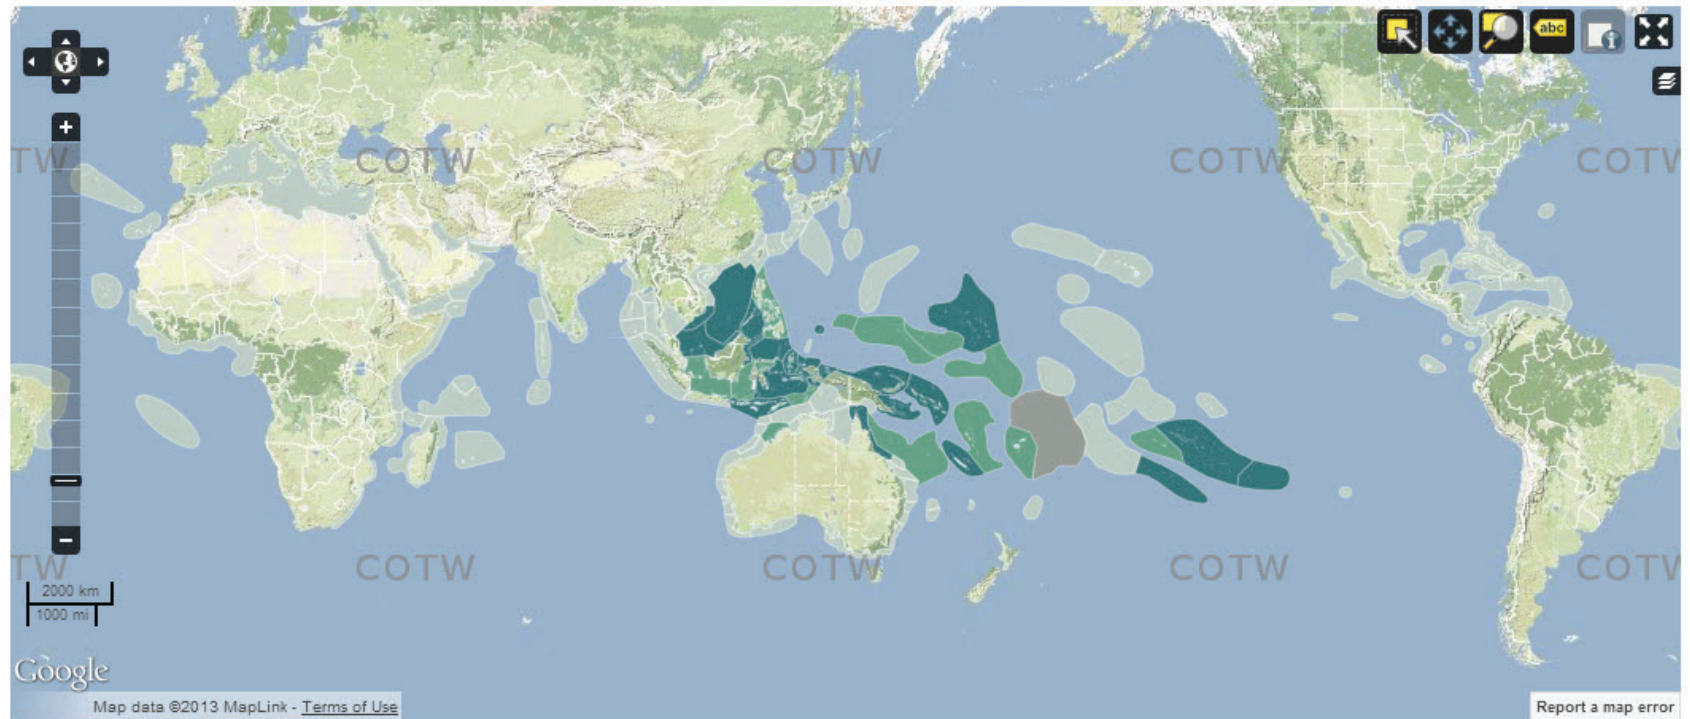 abc
TW COTW COTW COTW COTW
TW COTW COTW COTW COTW
2000 km
1000 mi
Google
Map data ©2013 MapLink - Terms of Use
Report a map error